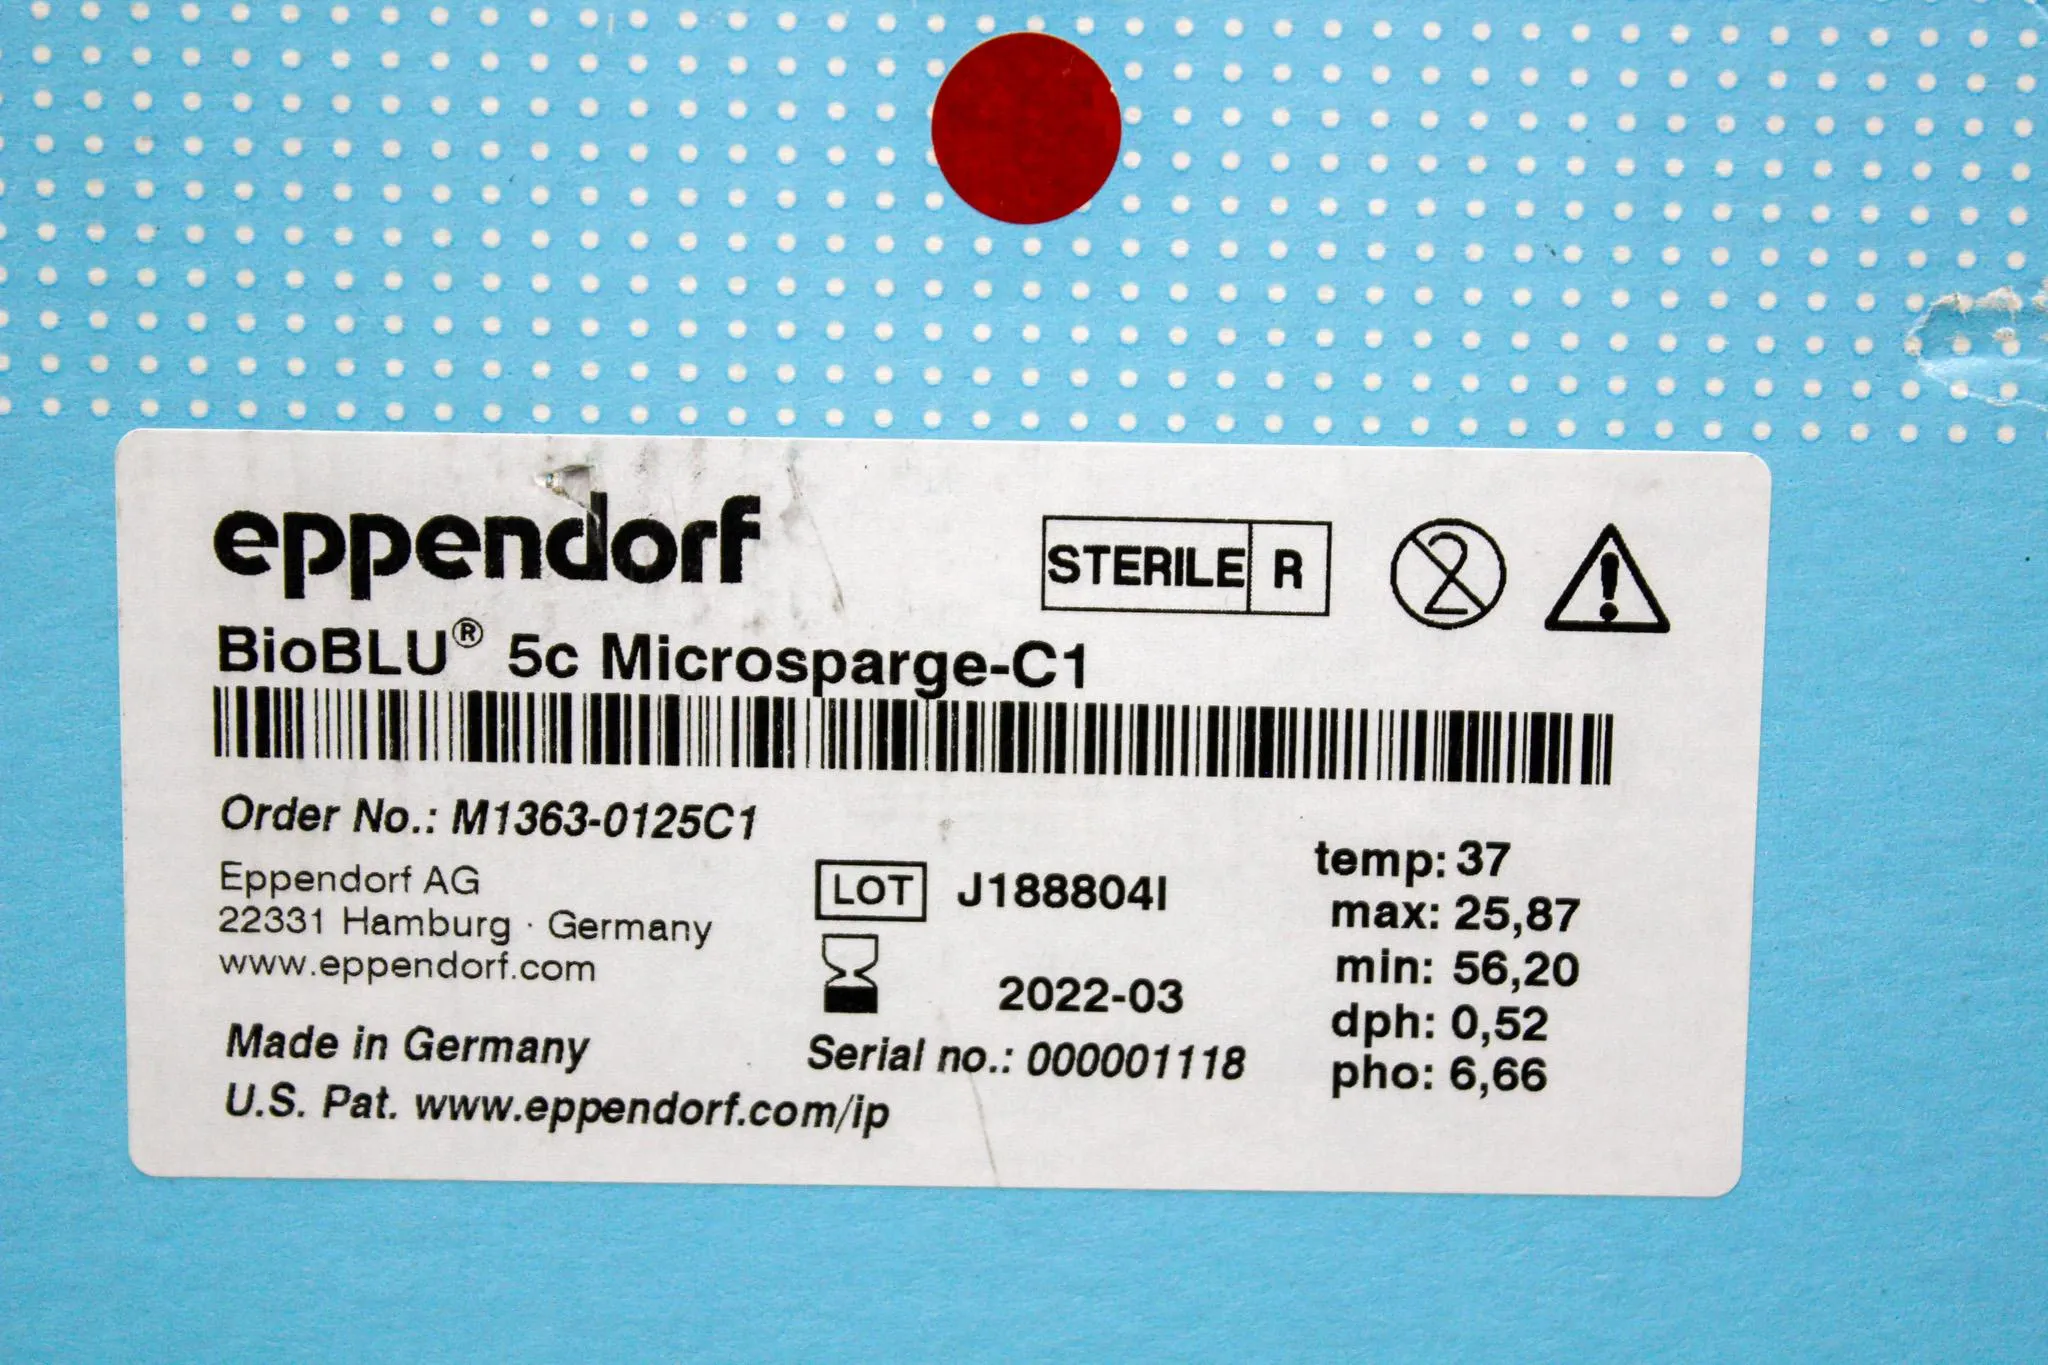 eppendorf
STERILE R
BioBLU® 5c Microsparge-C1
Order No.: M1363-0125C1
Eppendorf AG
22331 Hamburg · Germany
www.eppendorf.com
Made in Germany
U.S. Pat. www.eppendorf.com/ip
LOT J188804I
2022-03
Serial no.: 000001118
temp: 37
max: 25,87
min: 56,20
dph: 0,52
pho: 6,66